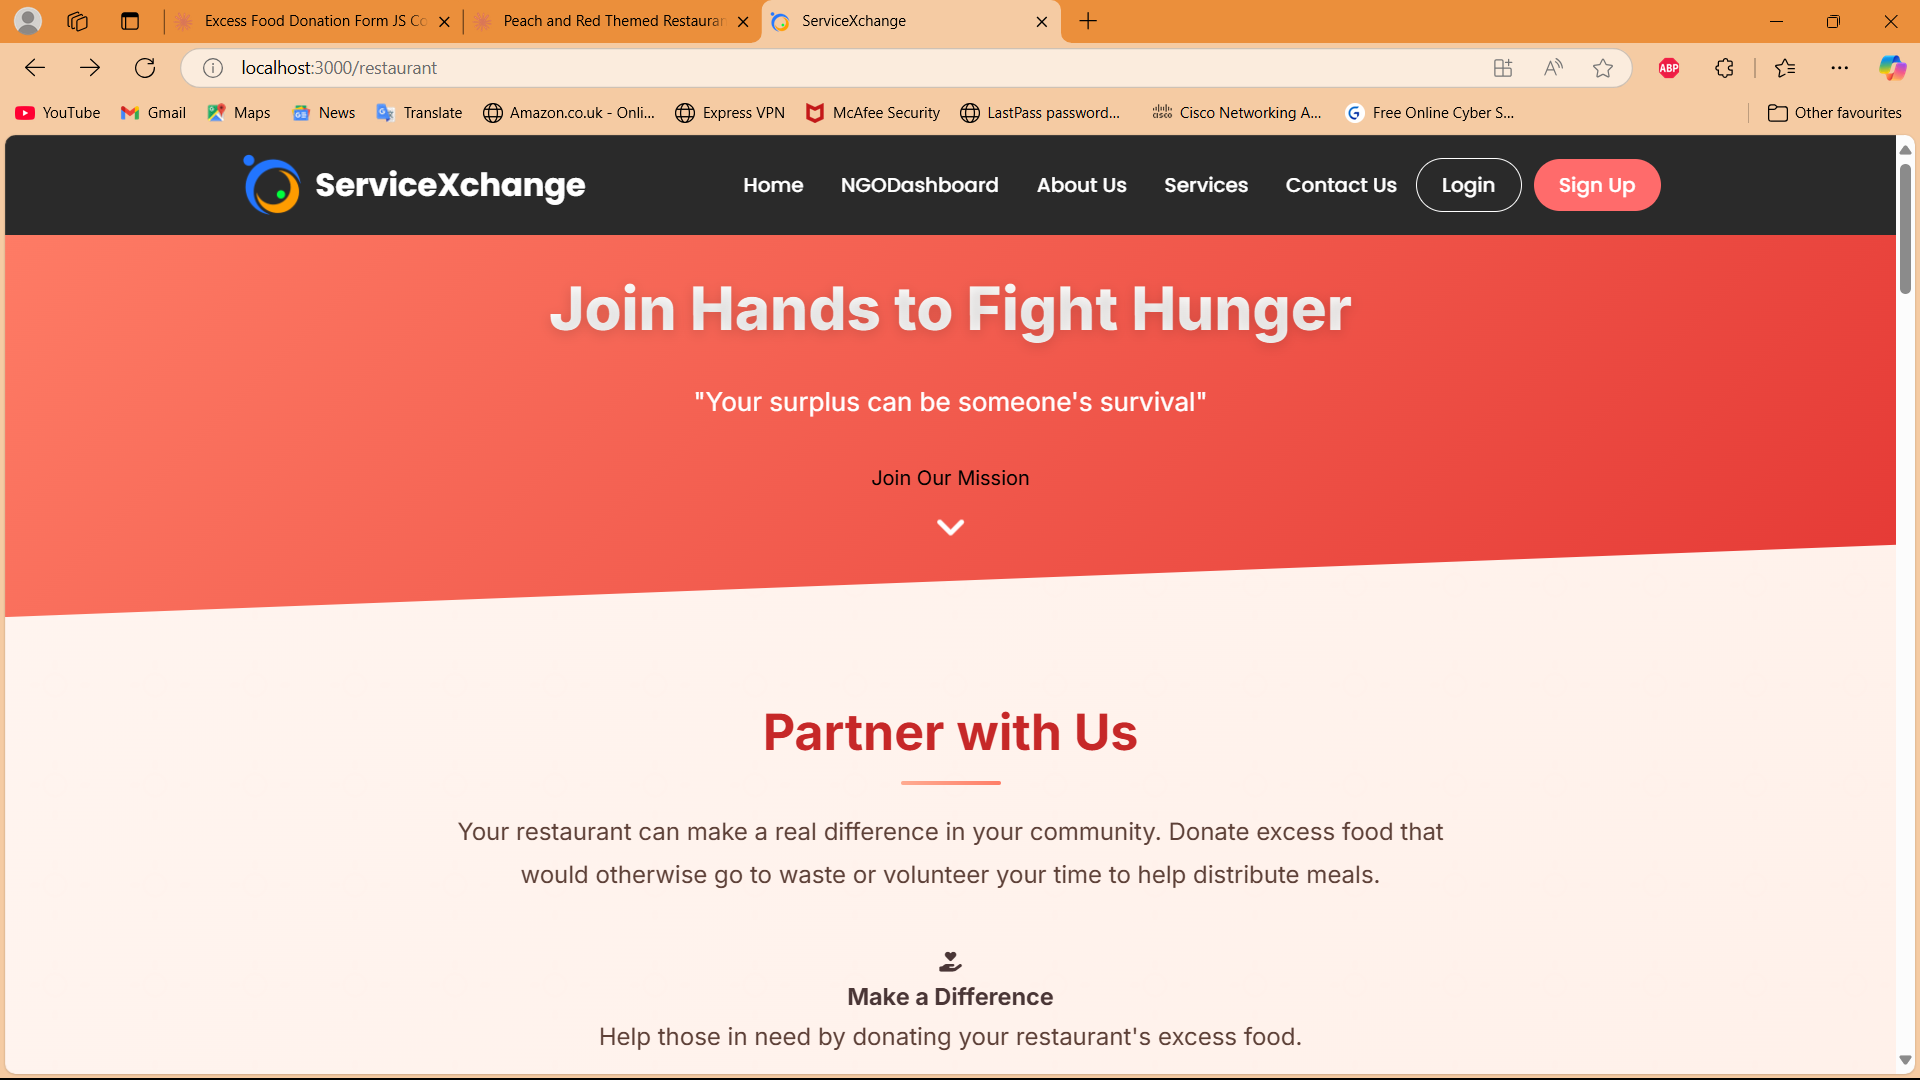 Excess Food Donation Form JS Co
Peach and Red Themed Restauran
ServiceXchange
localhost:3000/restaurant
ABP
YouTube
Gmail
Maps
News
Translate
Amazon.co.uk - Onli...
Express VPN
McAfee Security
LastPass password...
Cisco Networking A...
Free Online Cyber S...
Other favourites
ServiceXchange
Home
NGODashboard
About Us
Services
Contact Us
Login
Sign Up
Join Hands to Fight Hunger
"Your surplus can be someone's survival"
Join Our Mission
Partner with Us
Your restaurant can make a real difference in your community. Donate excess food that
would otherwise go to waste or volunteer your time to help distribute meals.
Make a Difference
Help those in need by donating your restaurant's excess food.